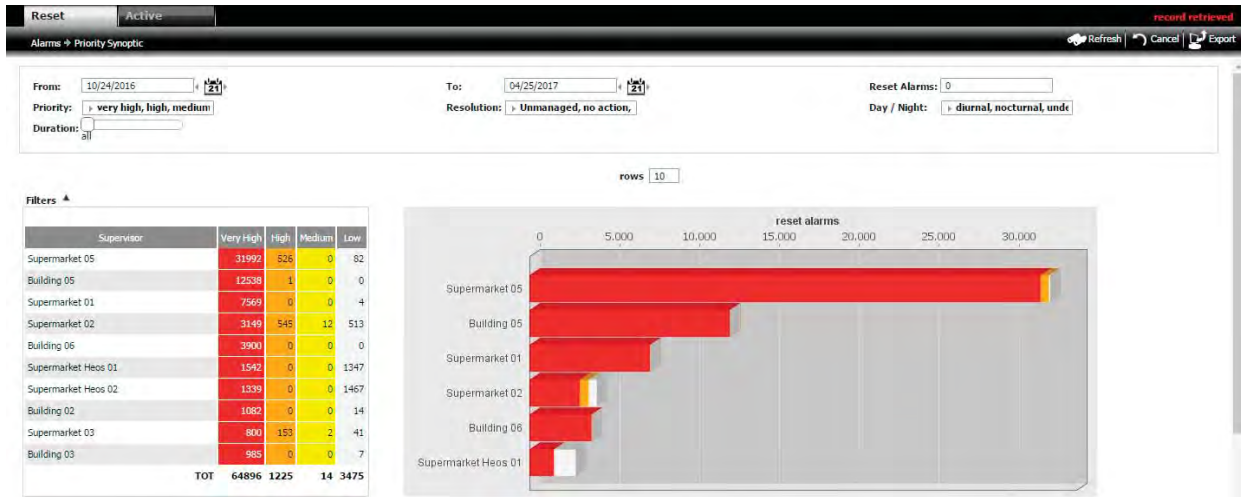 Reset Active
record retrieved
Alarms Priority Synoptic Refresh Cancel Export
From: 10/24/2016 21 To: 04/25/2017 21 Reset Alarms: 0
Priority: very high, high, medium Resolution: Unmanaged, no action, Day / Night: diurnal, nocturnal, unde
Duration:
all
rows 10
Filters
Supervisor Very High High Medium Low
Supermarket 05 31992 526 0 82
Building 05 12538 1 0 0
Supermarket 01 7569 0 0 4
Supermarket 02 3149 545 12 513
Building 06 3900 0 0 0
Supermarket Heos 01 1542 0 0 1347
Supermarket Heos 02 1339 0 0 1467
Building 02 1082 0 0 14
Supermarket 03 800 153 2 41
Building 03 985 0 0 7
TOT 64896 1225 14 3475
reset alarms
0 5.000 10.000 15.000 20.000 25.000 30.000
Supermarket 05
Building 05
Supermarket 01
Supermarket 02
Building 06
Supermarket Heos 01